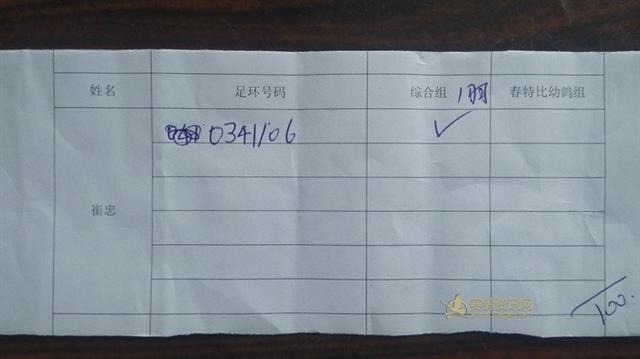 姓名 足环号码 综合组 1羽 春特比幼鸽组
0341106 ✓
崔忠
100.